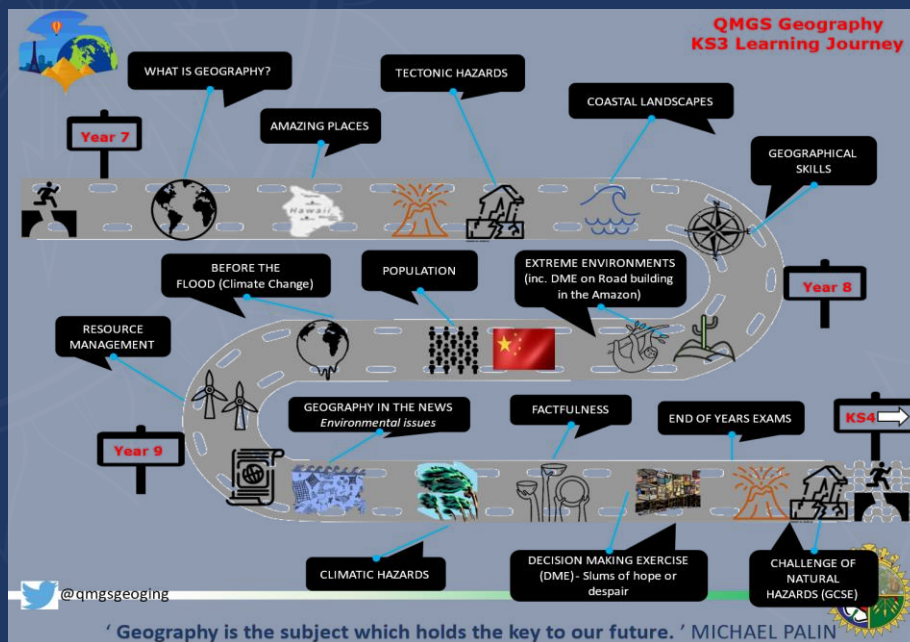 QMGS Geography
KS3 Learning Journey
WHAT IS GEOGRAPHY?
TECTONIC HAZARDS
COASTAL LANDSCAPES
Year 7
AMAZING PLACES
GEOGRAPHICAL
SKILLS
Hawaii
BEFORE THE
FLOOD (Climate Change)
POPULATION
EXTREME ENVIRONMENTS
(inc. DME on Road building
in the Amazon)
Year 8
RESOURCE
MANAGEMENT
GEOGRAPHY IN THE NEWS
Environmental issues
FACTFULNESS
END OF YEARS EXAMS
KS4
Year 9
CLIMATIC HAZARDS
DECISION MAKING EXERCISE
(DME) - Slums of hope or
despair
CHALLENGE OF
NATURAL
HAZARDS (GCSE)
@qmgsgeoging
' Geography is the subject which holds the key to our future. ' MICHAEL PALIN